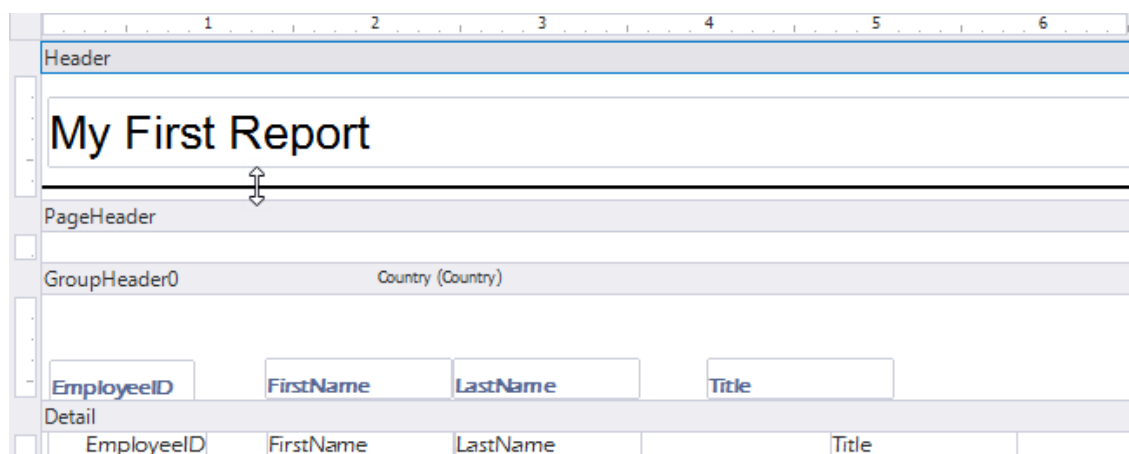 1 2 3 4 5 6
Header
My First Report
PageHeader
GroupHeader0 Country (Country)
EmployeeID FirstName LastName Title
Detail
EmployeeID FirstName LastName Title